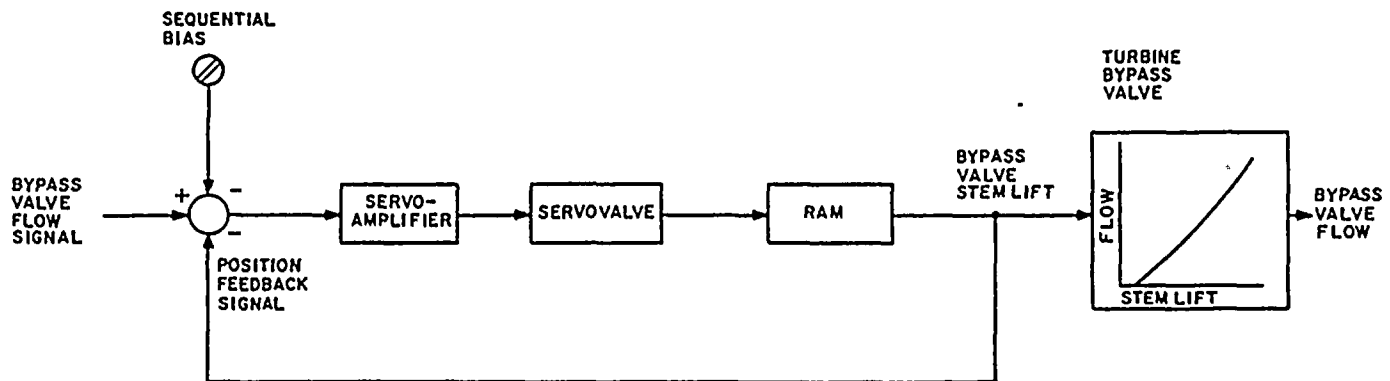 SEQUENTIAL
BIAS
TURBINE
BYPASS
VALVE
BYPASS
VALVE
FLOW
SIGNAL
+
-
-
SERVO-
AMPLIFIER
SERVOVALVE
RAM
BYPASS
VALVE
STEM LIFT
FLOW
STEM LIFT
BYPASS
VALVE
FLOW
POSITION
FEEDBACK
SIGNAL